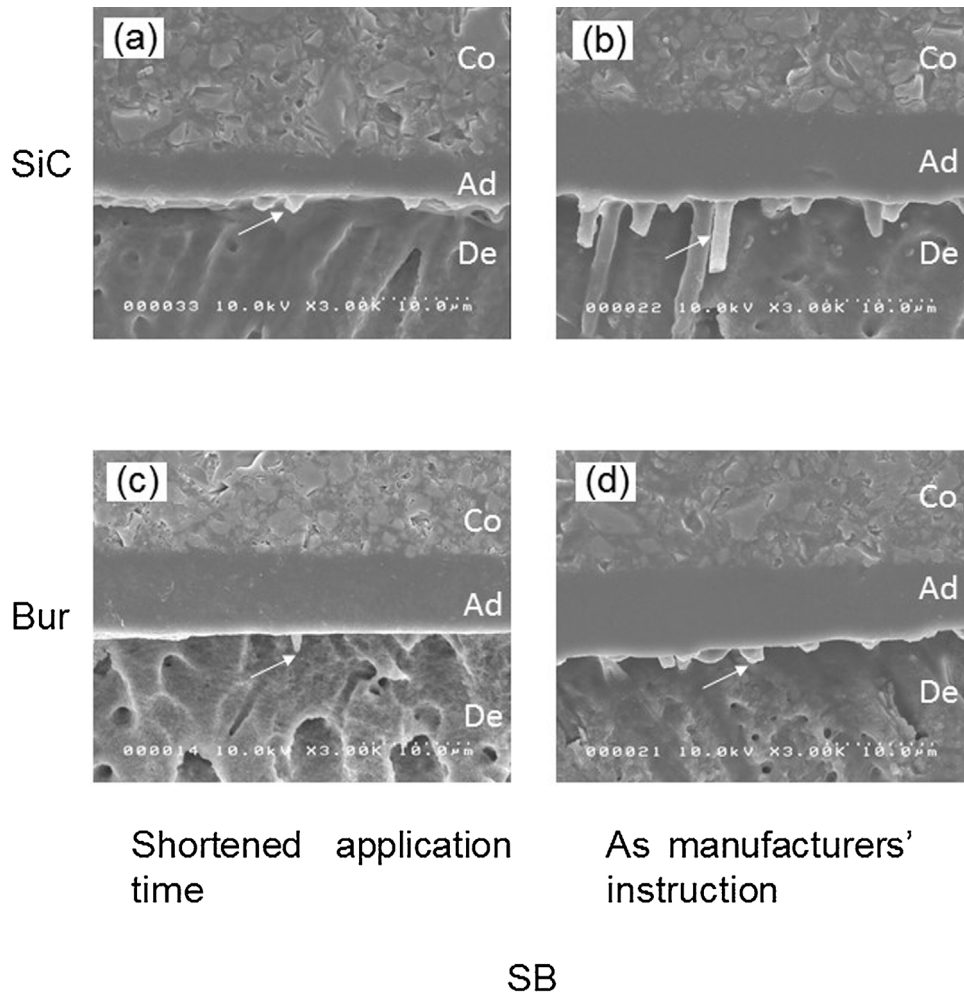 (a)
Co
Ad
De
000033 10.0kV X3.00K 10.0µm
(b)
Co
Ad
De
000022 10.0kV X3.00K 10.0µm
SiC
(c)
Co
Ad
De
000014 10.0kV X3.00K 10.0µm
(d)
Co
Ad
De
000021 10.0kV X3.00K 10.0µm
Bur
Shortened application
time
As manufacturers’
instruction
SB